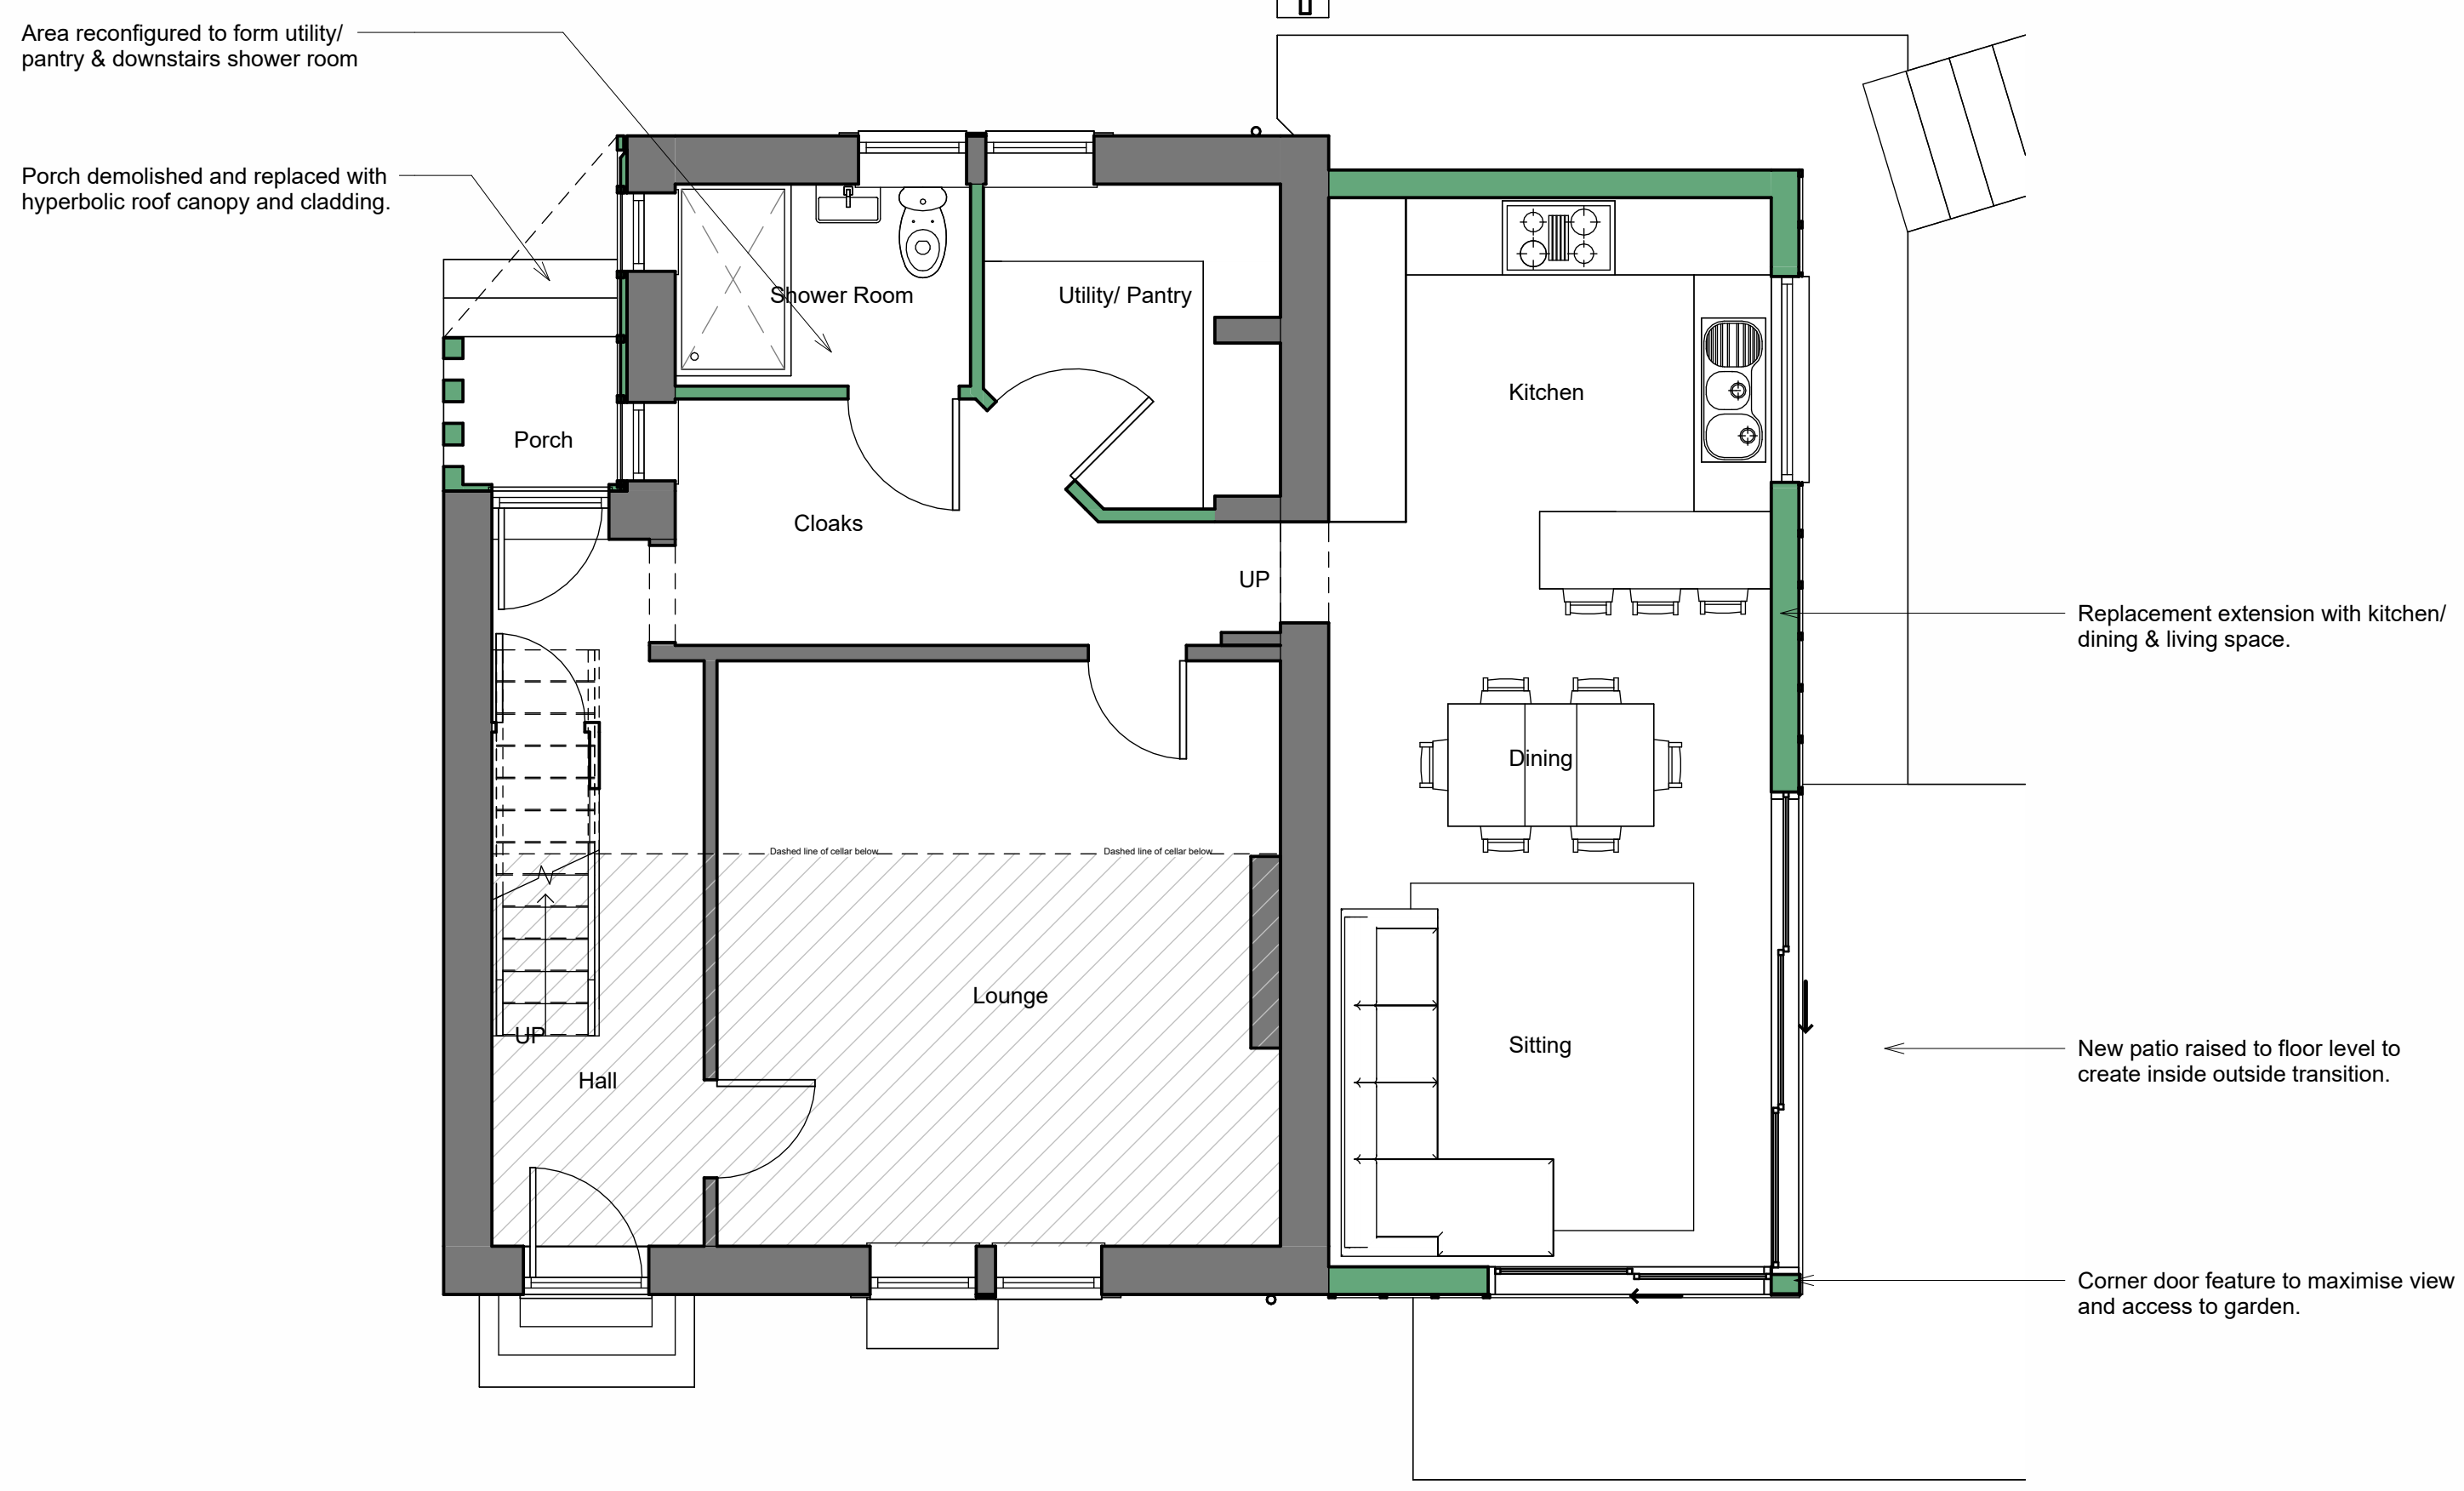 Area reconfigured to form utility/
pantry & downstairs shower room
Porch demolished and replaced with
hyperbolic roof canopy and cladding.
Shower Room
Utility/ Pantry
Kitchen
Porch
Cloaks
UP
Replacement extension with kitchen/
dining & living space.
Dining
Dashed line of cellar below
Dashed line of cellar below
Lounge
Sitting
UP
Hall
New patio raised to floor level to
create inside outside transition.
Corner door feature to maximise view
and access to garden.